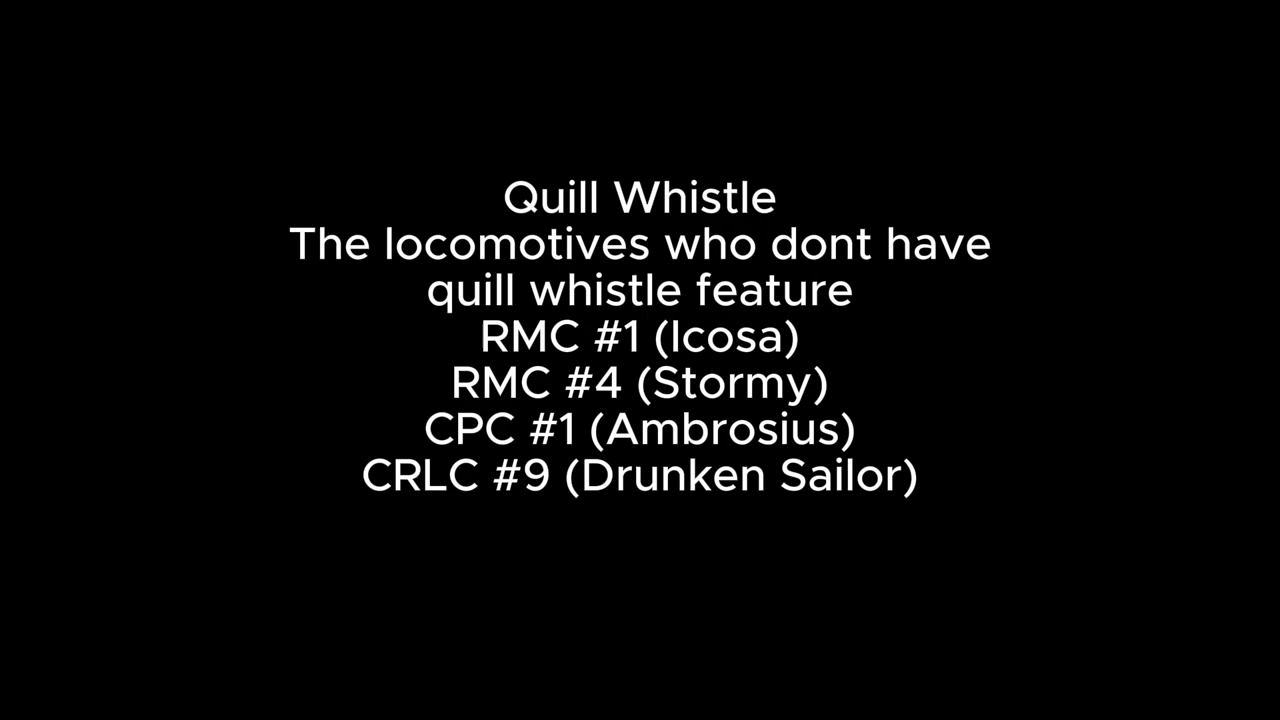 Quill Whistle
The locomotives who dont have
quill whistle feature
RMC #1 (Icosa)
RMC #4 (Stormy)
CPC #1 (Ambrosius)
CRLC #9 (Drunken Sailor)